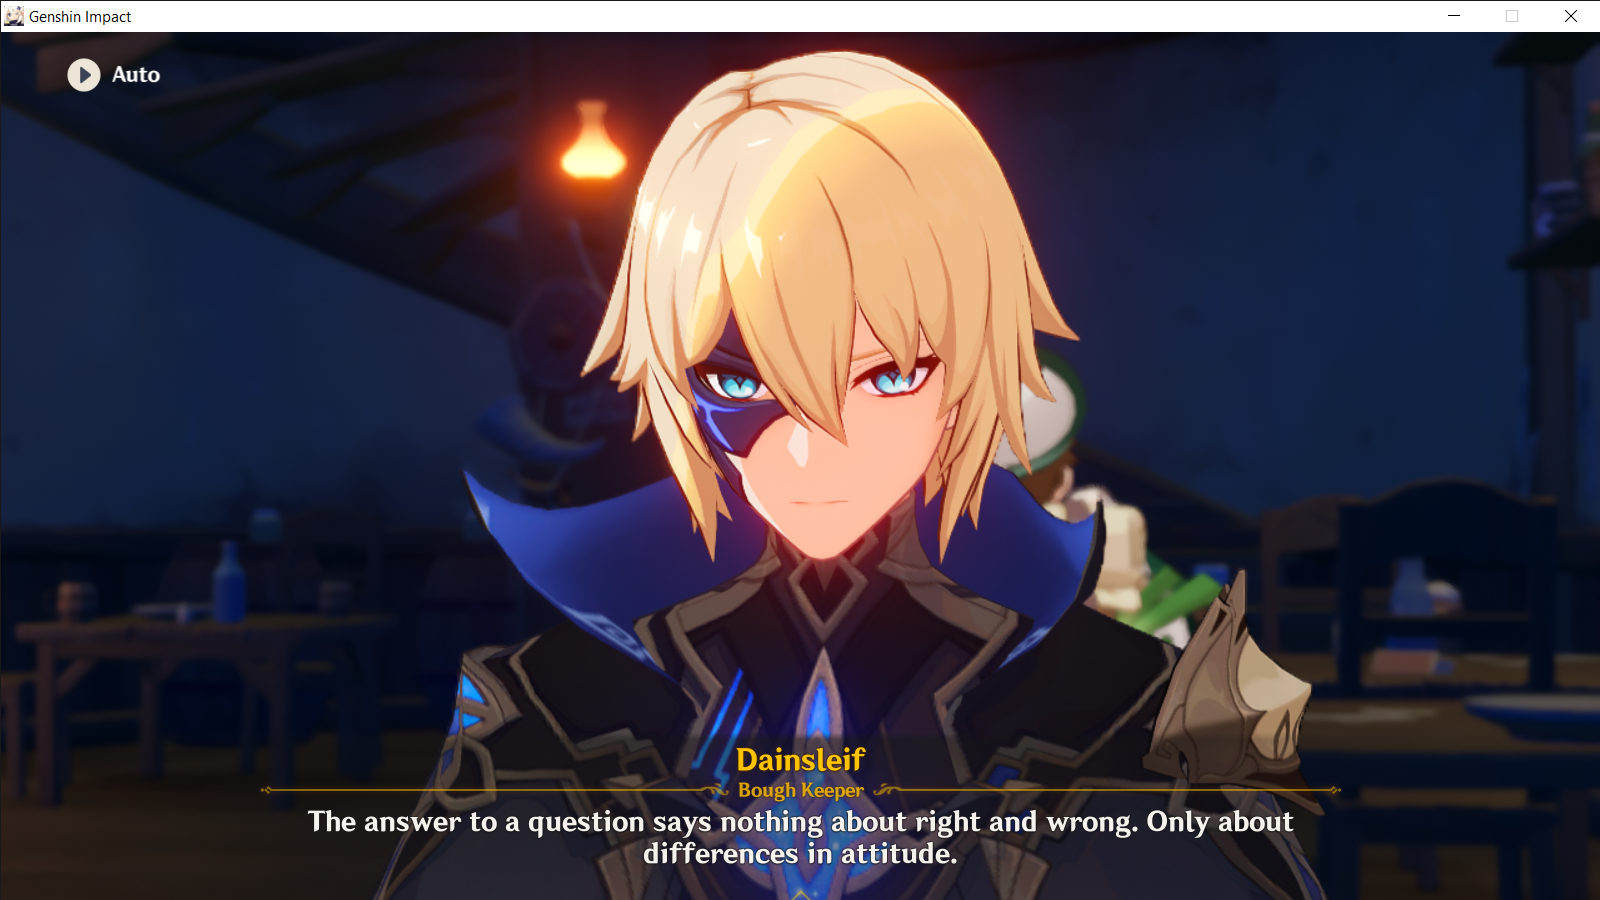 Genshin Impact
Auto
Dainsleif
Bough Keeper
The answer to a question says nothing about right and wrong. Only about
differences in attitude.